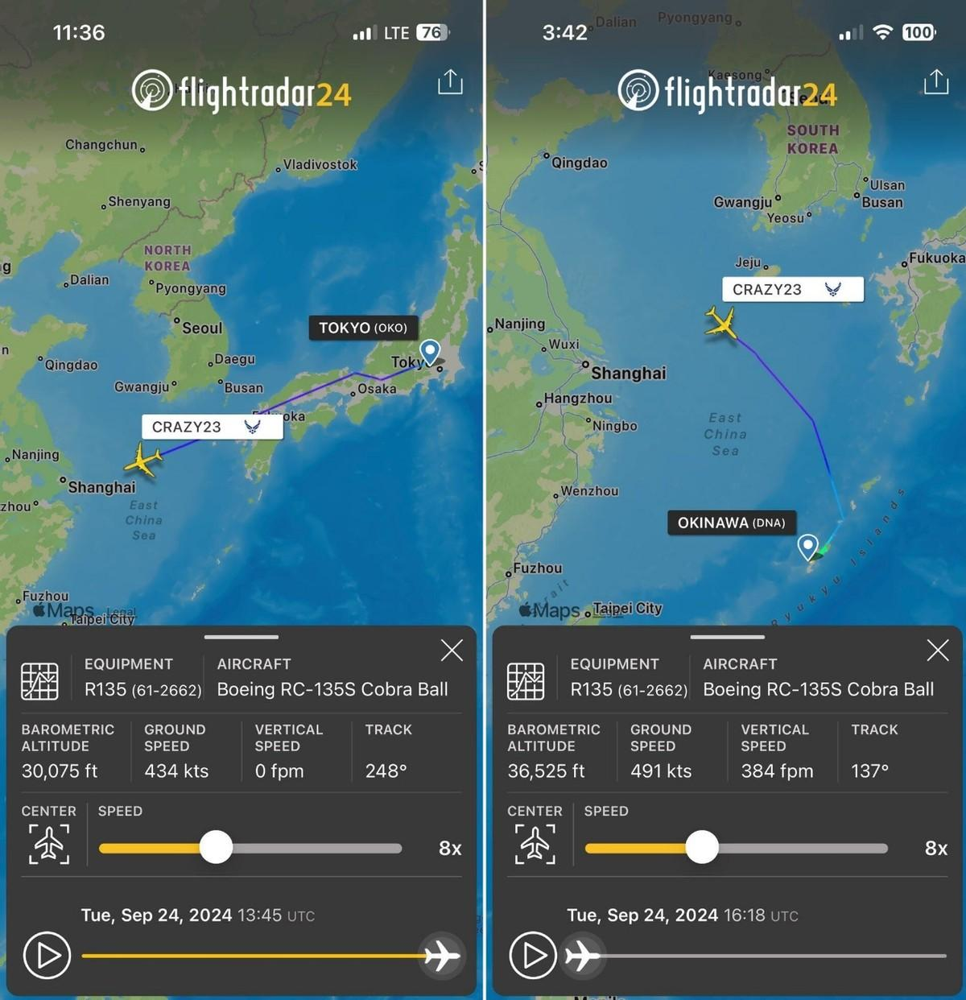 11:36
LTE 76
flightradar24
Changchun
Vladivostok
Shenyang
NORTH
KOREA
Dalian
Pyongyang
TOKYO (OKO)
Seoul
Qingdao
Daegu
Gwangju
Busan
Osaka
CRAZY23
Nanjing
Shanghai
East
China
Sea
Fuzhou
Maps Legal
Taipei City
EQUIPMENT
R135 (61-2662)
AIRCRAFT
Boeing RC-135S Cobra Ball
BAROMETRIC
ALTITUDE
30,075 ft
GROUND
SPEED
434 kts
VERTICAL
SPEED
0 fpm
TRACK
248°
CENTER
SPEED
8x
Tue, Sep 24, 2024 13:45 UTC
3:42
100
Dalian
Pyongyang
Kaesong
flightradar24
SOUTH
KOREA
Qingdao
Ulsan
Gwangju
Busan
Yeosu
Jeju
Fukuoka
CRAZY23
Nanjing
Wuxi
Shanghai
Hangzhou
Ningbo
East
China
Sea
Wenzhou
OKINAWA (DNA)
Ryukyu Islands
Fuzhou
Maps
Taipei City
EQUIPMENT
R135 (61-2662)
AIRCRAFT
Boeing RC-135S Cobra Ball
BAROMETRIC
ALTITUDE
36,525 ft
GROUND
SPEED
491 kts
VERTICAL
SPEED
384 fpm
TRACK
137°
CENTER
SPEED
8x
Tue, Sep 24, 2024 16:18 UTC